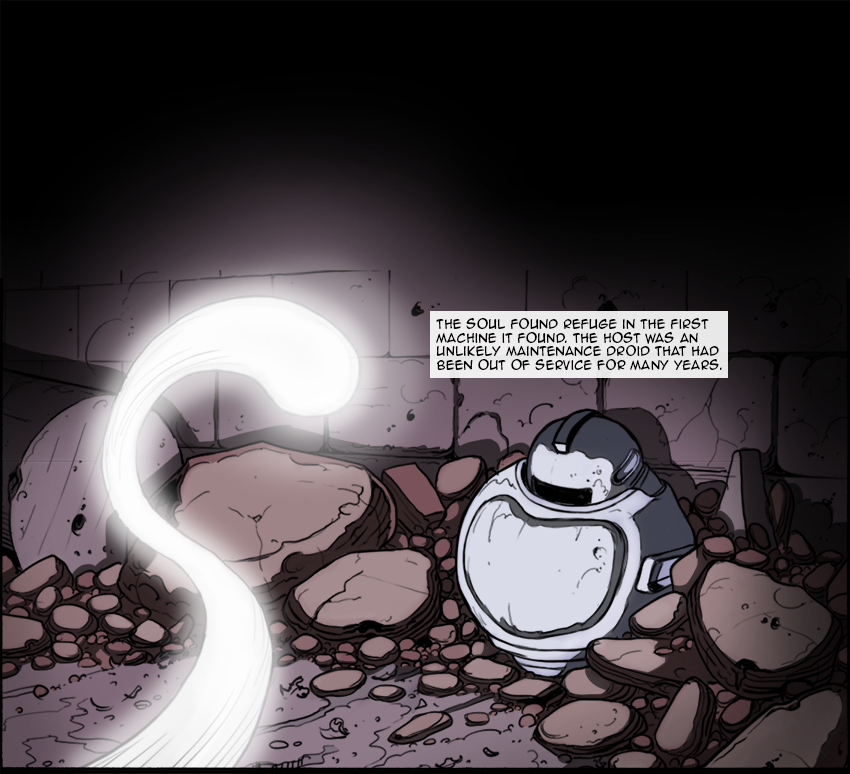 THE SOUL FOUND REFUGE IN THE FIRST
MACHINE IT FOUND. THE HOST WAS AN
UNLIKELY MAINTENANCE DROID THAT HAD
BEEN OUT OF SERVICE FOR MANY YEARS.